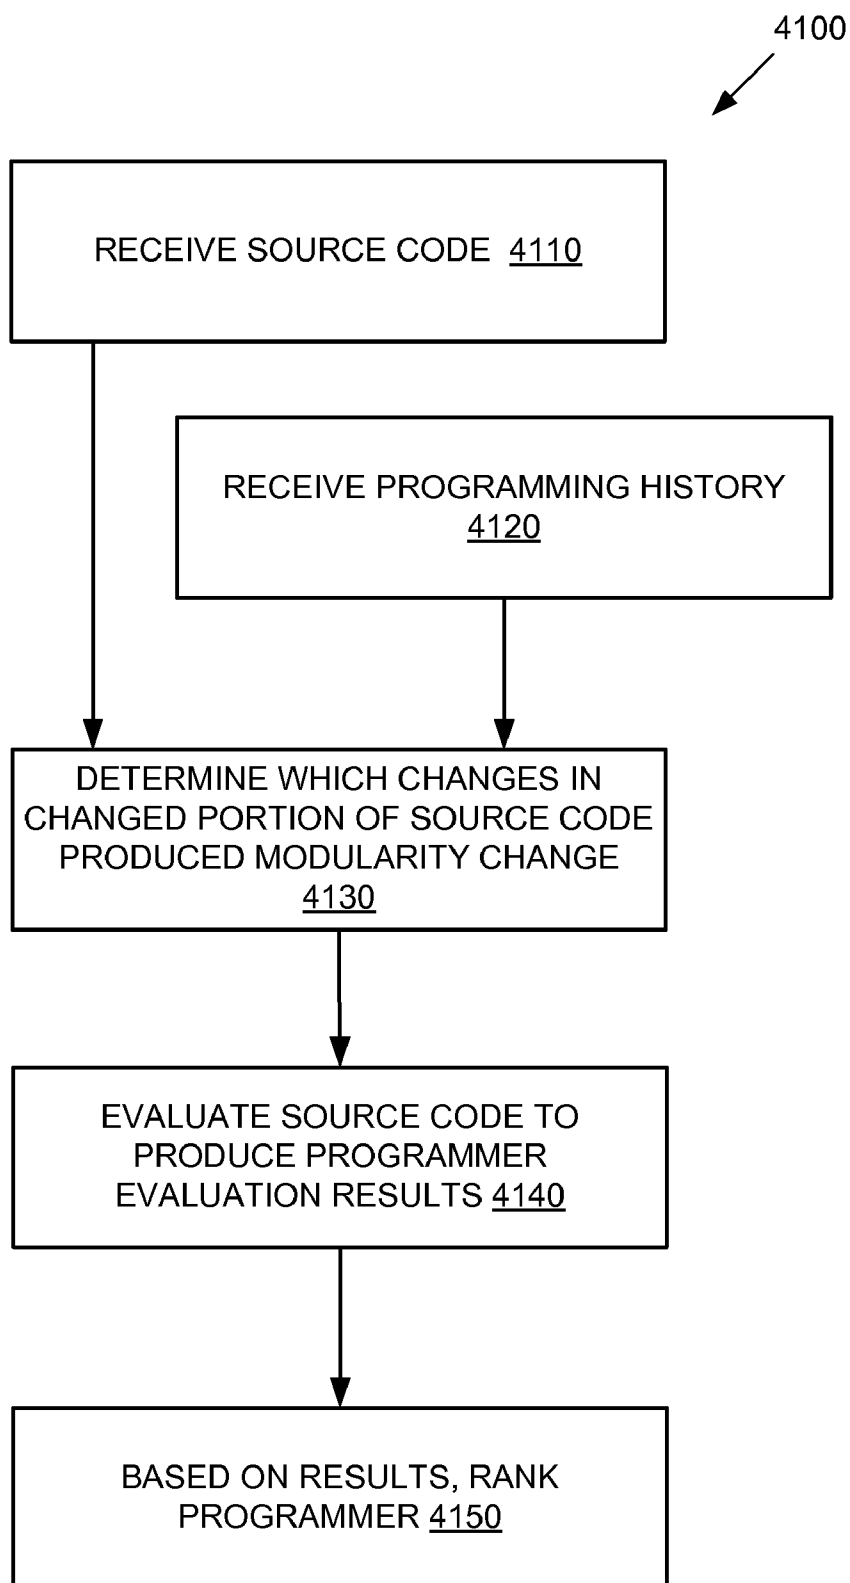 4100
RECEIVE SOURCE CODE 4110
RECEIVE PROGRAMMING HISTORY
4120
DETERMINE WHICH CHANGES IN
CHANGED PORTION OF SOURCE CODE
PRODUCED MODULARITY CHANGE
4130
EVALUATE SOURCE CODE TO
PRODUCE PROGRAMMER
EVALUATION RESULTS 4140
BASED ON RESULTS, RANK
PROGRAMMER 4150